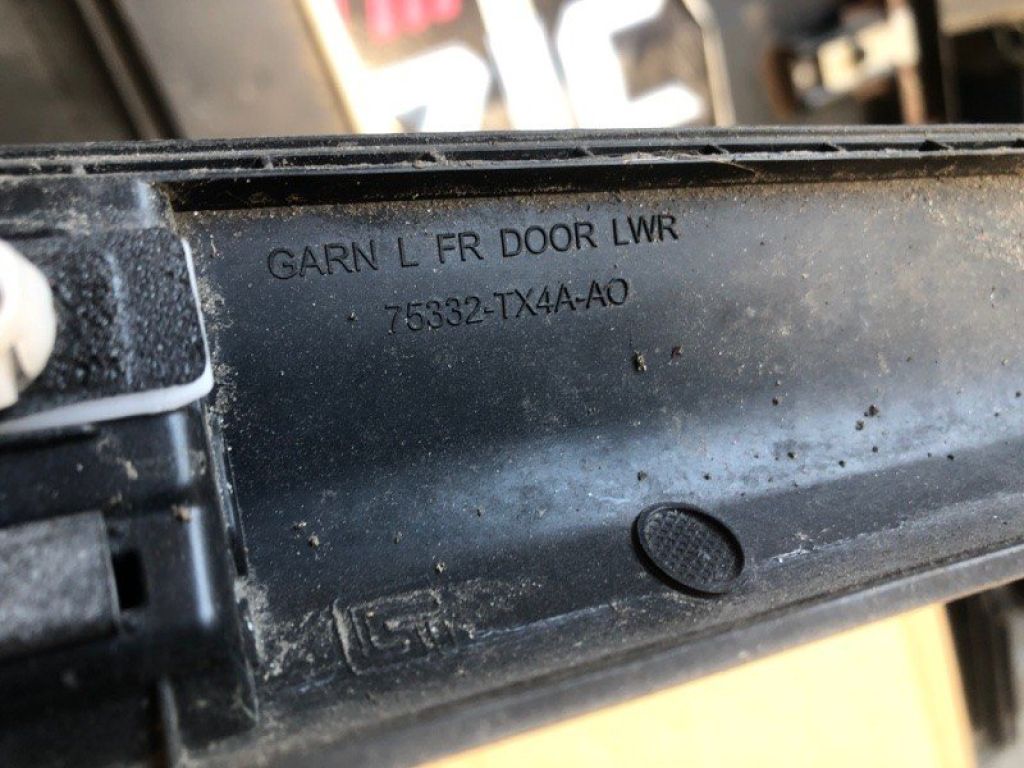 GARN L FR DOOR LWR
75332-TX4A-AO